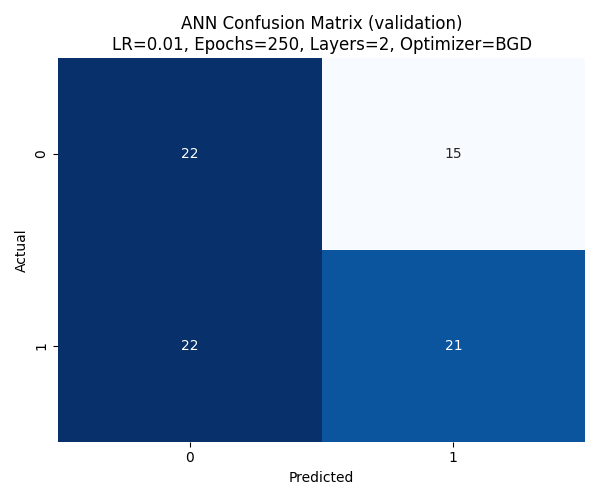 ANN Confusion Matrix (validation)
LR=0.01, Epochs=250, Layers=2, Optimizer=BGD
0
22
15
Actual
1
22
21
0
1
Predicted